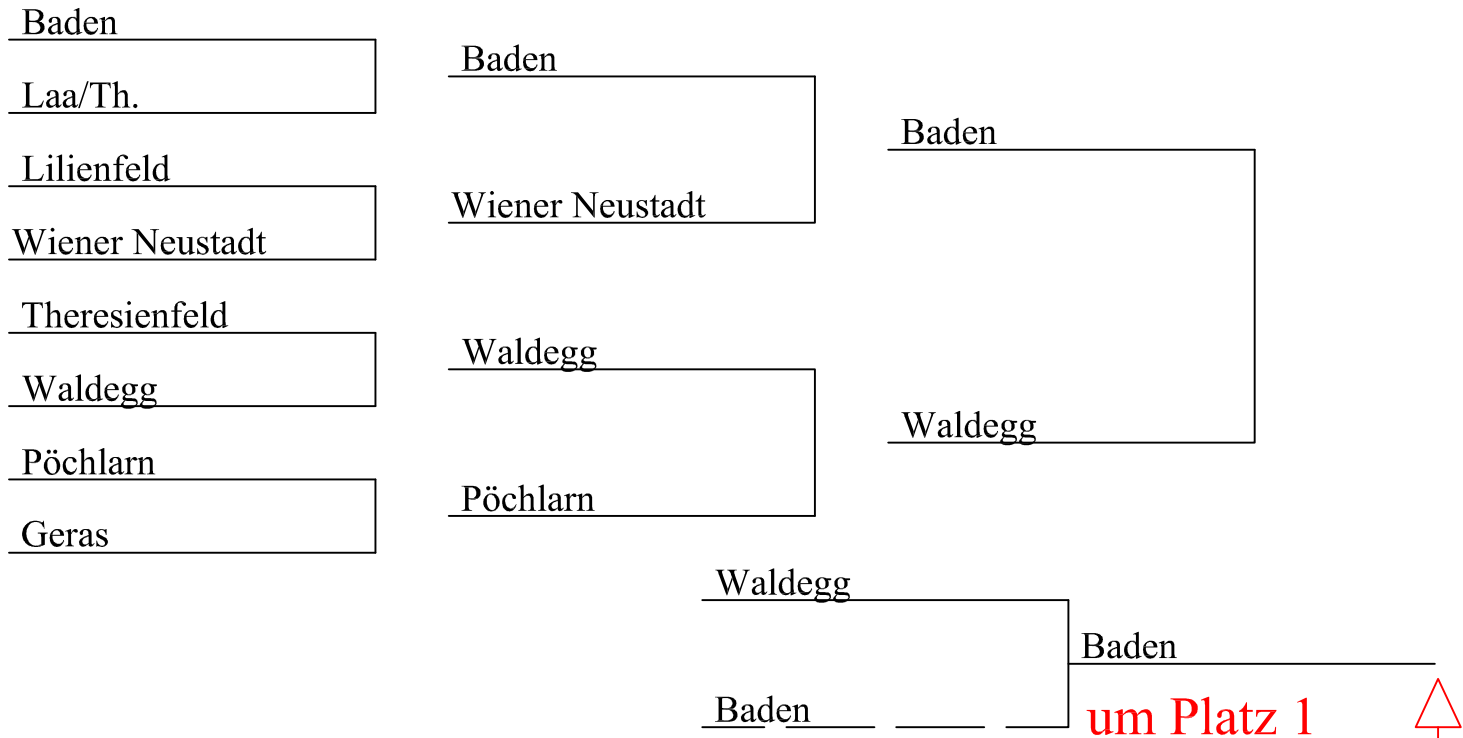 Baden
Laa/Th.
Lilienfeld
Wiener Neustadt
Theresienfeld
Waldegg
Pöchlarn
Geras
Baden
Wiener Neustadt
Waldegg
Pöchlarn
Baden
Waldegg
Waldegg
Baden
Baden
um Platz 1